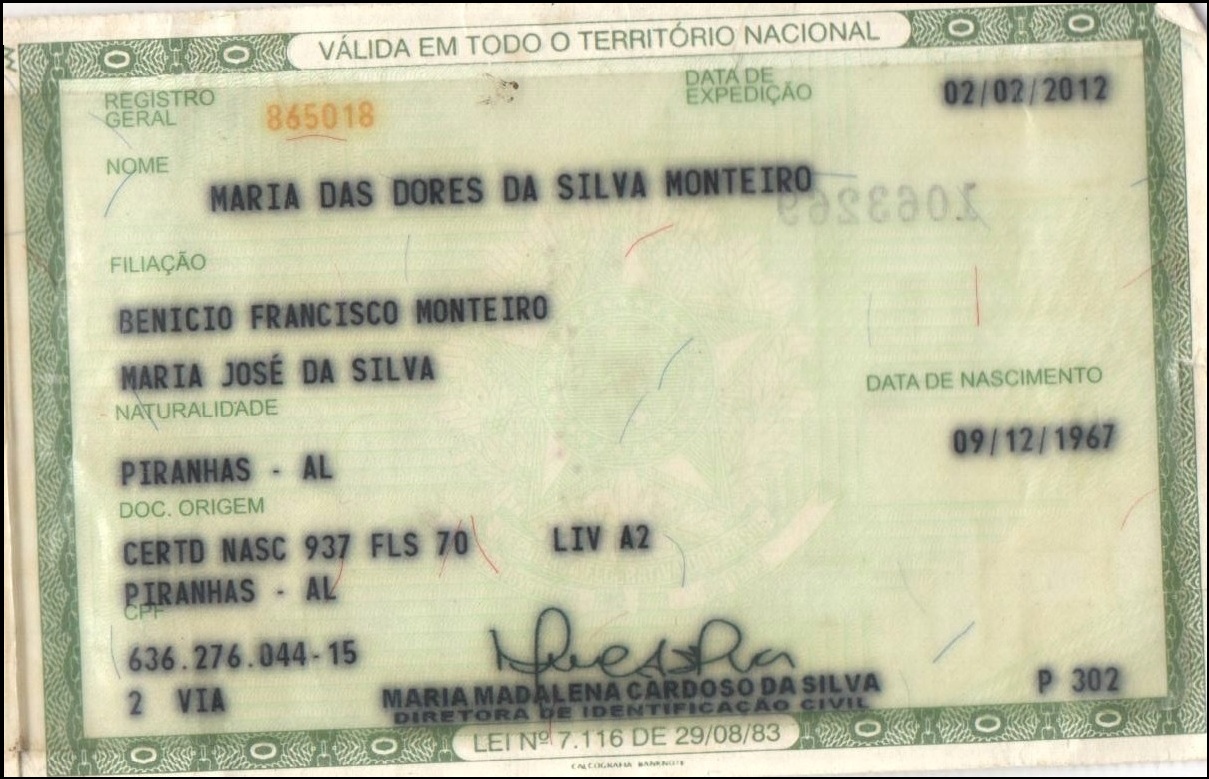 VÁLIDA EM TODO O TERRITÓRIO NACIONAL
REGISTRO GERAL 865018 DATA DE EXPEDIÇÃO 02/02/2012
NOME
MARIA DAS DORES DA SILVA MONTEIRO
1063269
FILIAÇÃO
BENICIO FRANCISCO MONTEIRO
MARIA JOSÉ DA SILVA
NATURALIDADE DATA DE NASCIMENTO
PIRANHAS - AL 09/12/1967
DOC. ORIGEM
CERTD NASC 937 FLS 70 LIV A2
PIRANHAS - AL
CPF
636.276.044-15
2 VIA MARIA MADALENA CARDOSO DA SILVA P 302
DIRETORA DE IDENTIFICAÇÃO CIVIL
LEI Nº 7.116 DE 29/08/83